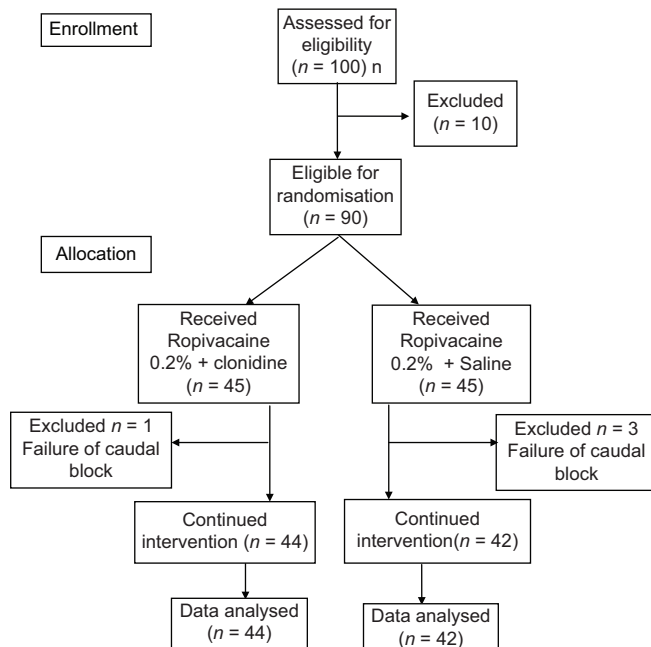 Enrollment
Assessed for
eligibility
(n = 100) n
Excluded
(n = 10)
Eligible for
randomisation
(n = 90)
Allocation
Received
Ropivacaine
0.2% + clonidine
(n = 45)
Received
Ropivacaine
0.2% + Saline
(n = 45)
Excluded n = 1
Failure of caudal
block
Excluded n = 3
Failure of caudal
block
Continued
intervention (n = 44)
Continued
intervention(n = 42)
Data analysed
(n = 44)
Data analysed
(n = 42)